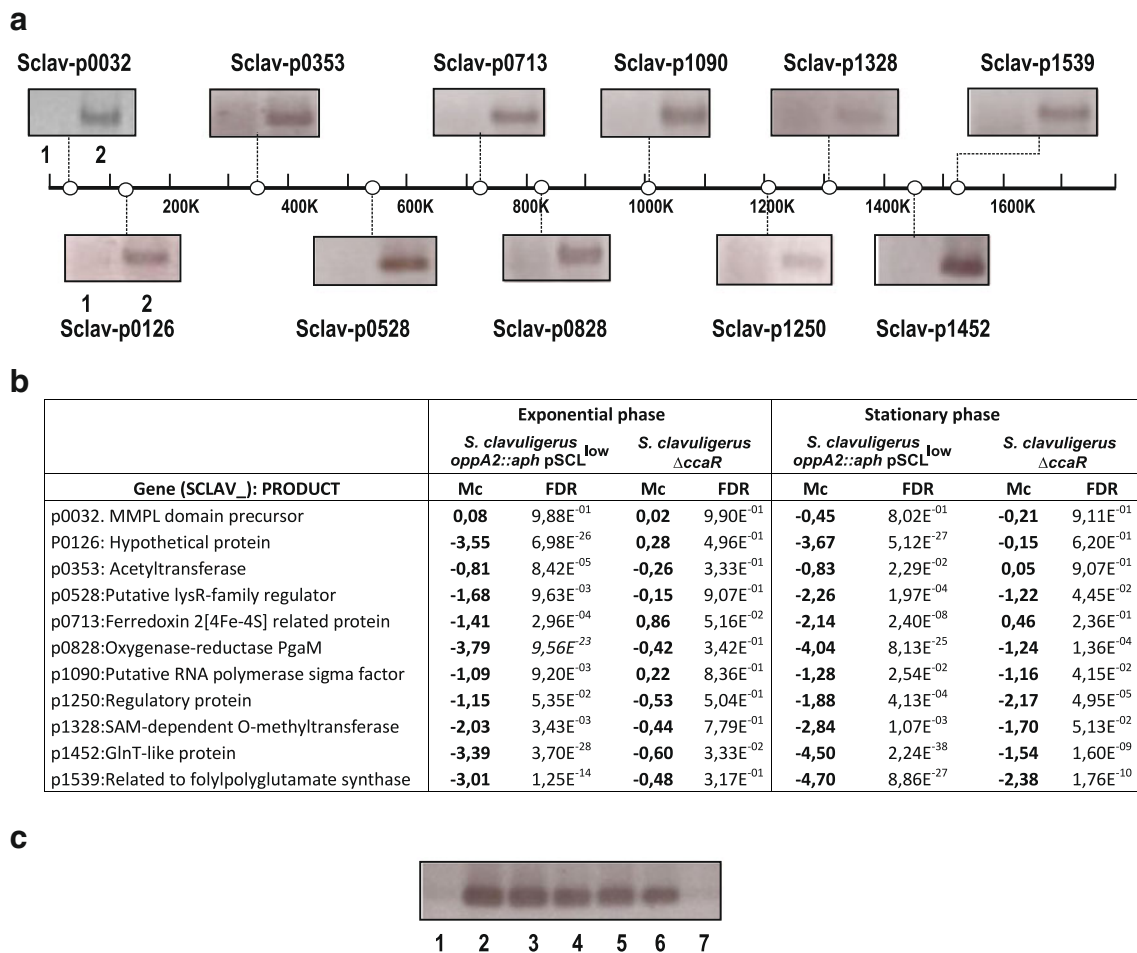 a
Sclav-p0032 Sclav-p0353 Sclav-p0713 Sclav-p1090 Sclav-p1328 Sclav-p1539
1 2
200K 400K 600K 800K 1000K 1200K 1400K 1600K
1 2
Sclav-p0126 Sclav-p0528 Sclav-p0828 Sclav-p1250 Sclav-p1452
b
Exponential phase Stationary phase
S. clavuligerus oppA2::aph pSCLlow S. clavuligerus ΔccaR S. clavuligerus oppA2::aph pSCLlow S. clavuligerus ΔccaR
Gene (SCLAV_): PRODUCT Mc FDR Mc FDR Mc FDR Mc FDR
p0032. MMPL domain precursor 0,08 9,88E-01 0,02 9,90E-01 -0,45 8,02E-01 -0,21 9,11E-01
P0126: Hypothetical protein -3,55 6,98E-26 0,28 4,96E-01 -3,67 5,12E-27 -0,15 6,20E-01
p0353: Acetyltransferase -0,81 8,42E-05 -0,26 3,33E-01 -0,83 2,29E-02 0,05 9,07E-01
p0528:Putative lysR-family regulator -1,68 9,63E-03 -0,15 9,07E-01 -2,26 1,97E-04 -1,22 4,45E-02
p0713:Ferredoxin 2[4Fe-4S] related protein -1,41 2,96E-04 0,86 5,16E-02 -2,14 2,40E-08 0,46 2,36E-01
p0828:Oxygenase-reductase PgaM -3,79 9,56E-23 -0,42 3,42E-01 -4,04 8,13E-25 -1,24 1,36E-04
p1090:Putative RNA polymerase sigma factor -1,09 9,20E-03 0,22 8,36E-01 -1,28 2,54E-02 -1,16 4,15E-02
p1250:Regulatory protein -1,15 5,35E-02 -0,53 5,04E-01 -1,88 4,13E-04 -2,17 4,95E-05
p1328:SAM-dependent O-methyltransferase -2,03 3,43E-03 -0,44 7,79E-01 -2,84 1,07E-03 -1,70 5,13E-02
p1452:GlnT-like protein -3,39 3,70E-28 -0,60 3,33E-02 -4,50 2,24E-38 -1,54 1,60E-09
p1539:Related to folylpolyglutamate synthase -3,01 1,25E-14 -0,48 3,17E-01 -4,70 8,86E-27 -2,38 1,76E-10
c
1 2 3 4 5 6 7